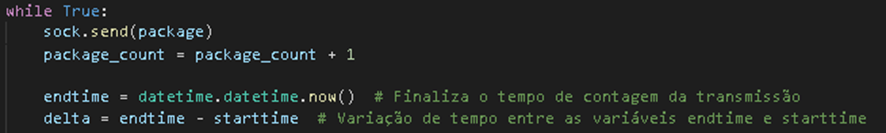 while True:
sock.send(package)
package_count = package_count + 1
endtime = datetime.datetime.now() # Finaliza o tempo de contagem da transmissão
delta = endtime - starttime # Variação de tempo entre as variáveis endtime e starttime